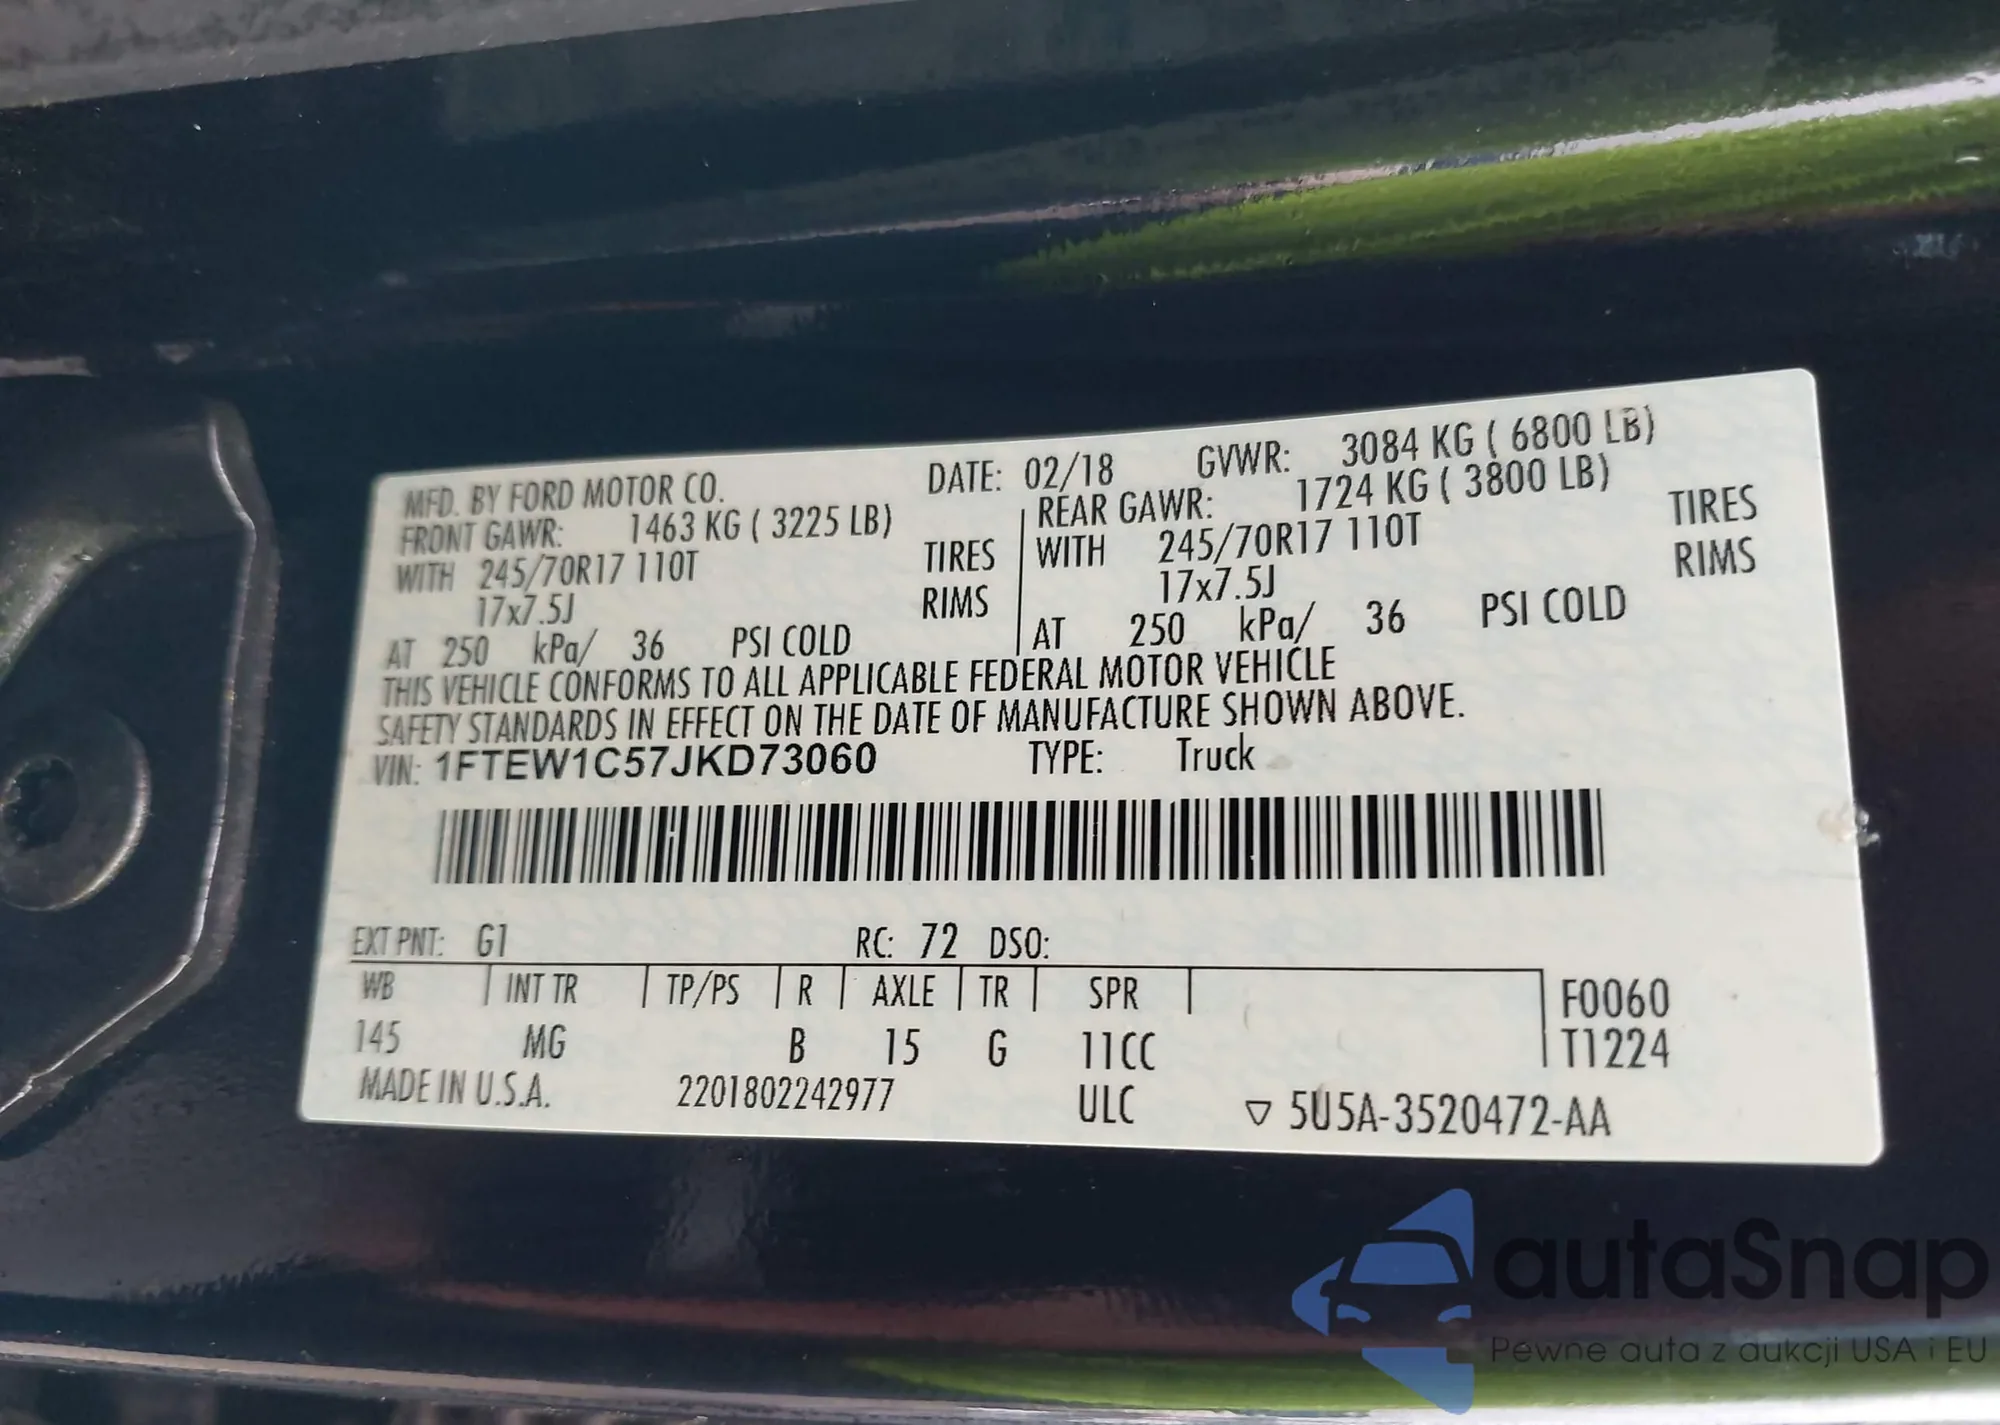 MFD. BY FORD MOTOR CO. DATE: 02/18 GVWR: 3084 KG ( 6800 LB)
FRONT GAWR: 1463 KG ( 3225 LB) REAR GAWR: 1724 KG ( 3800 LB)
WITH 245/70R17 110T TIRES WITH 245/70R17 110T TIRES
17x7.5J RIMS 17x7.5J RIMS
AT 250 kPa/ 36 PSI COLD AT 250 kPa/ 36 PSI COLD
THIS VEHICLE CONFORMS TO ALL APPLICABLE FEDERAL MOTOR VEHICLE
SAFETY STANDARDS IN EFFECT ON THE DATE OF MANUFACTURE SHOWN ABOVE.
VIN: 1FTEW1C57JKD73060 TYPE: Truck
EXT PNT: G1 RC: 72 DSO:
WB INT TR TP/PS R AXLE TR SPR F0060
145 MG B 15 G 11CC T1224
MADE IN U.S.A. 2201802242977 ULC ▽ 5U5A-3520472-AA
autaSnap
Pewne auta z aukcji USA i EU